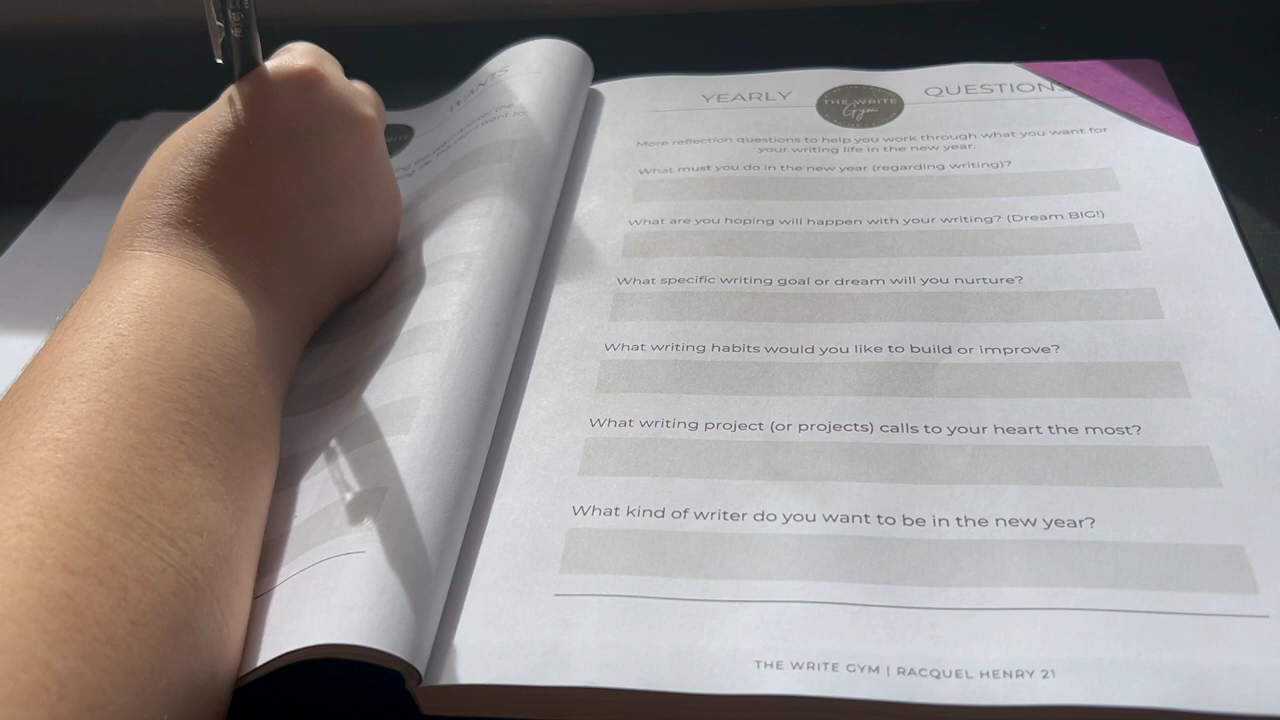 WANTS
YEARLY THE WRITE Gym QUESTIONS
More reflection questions to help you work through what you want for
your writing life in the new year.
What must you do in the new year (regarding writing)?
What are you hoping will happen with your writing? (Dream BIG!)
What specific writing goal or dream will you nurture?
What writing habits would you like to build or improve?
What writing project (or projects) calls to your heart the most?
What kind of writer do you want to be in the new year?
THE WRITE GYM | RACQUEL HENRY 21